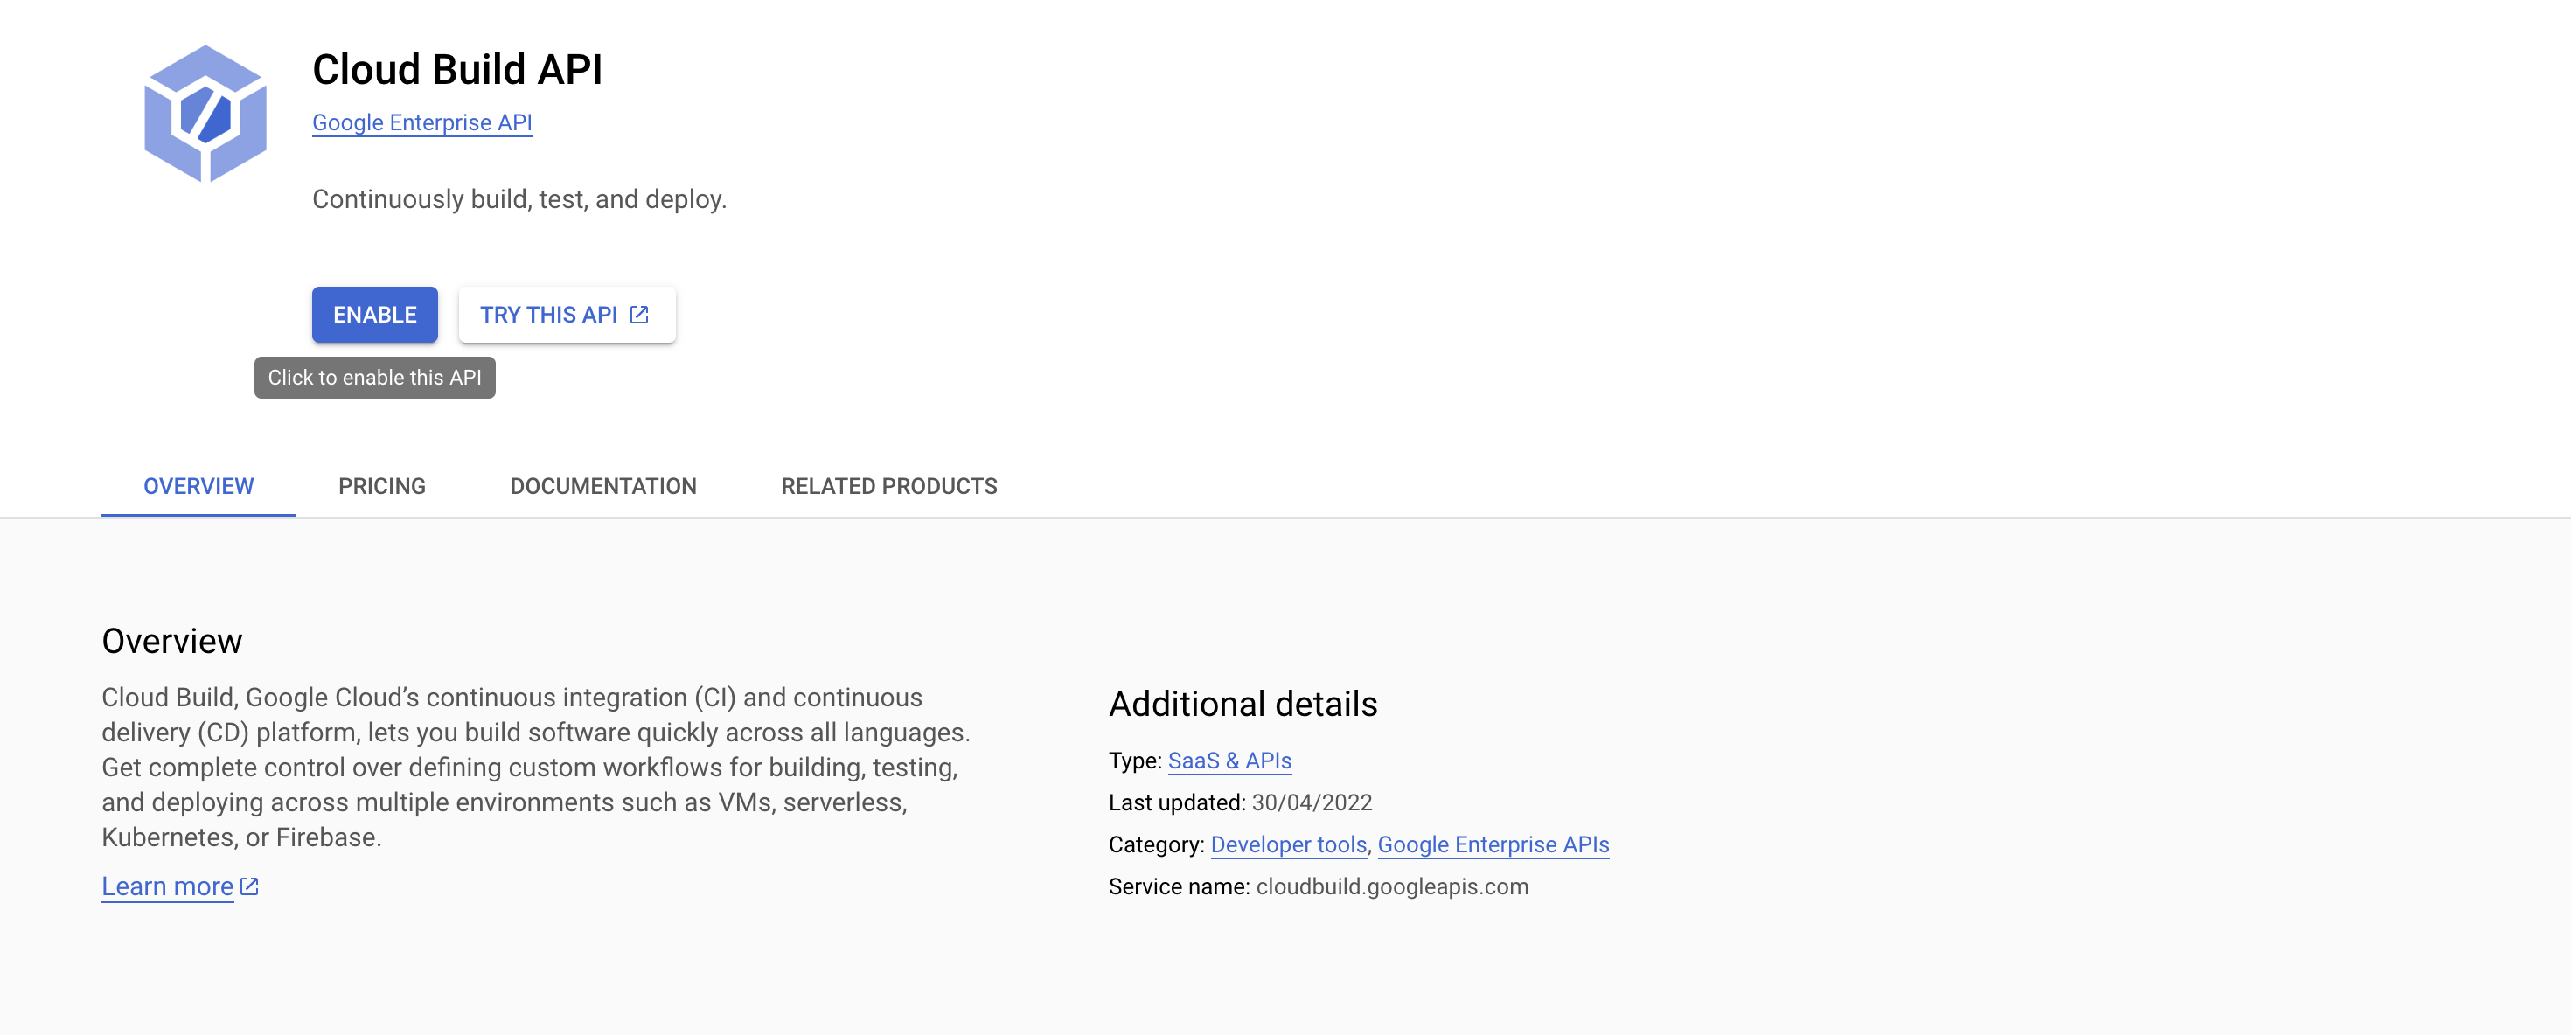 Cloud Build API
Google Enterprise API
Continuously build, test, and deploy.
ENABLE
TRY THIS API
Click to enable this API
OVERVIEW
PRICING
DOCUMENTATION
RELATED PRODUCTS
Overview
Cloud Build, Google Cloud’s continuous integration (CI) and continuous
delivery (CD) platform, lets you build software quickly across all languages.
Get complete control over defining custom workflows for building, testing,
and deploying across multiple environments such as VMs, serverless,
Kubernetes, or Firebase.
Learn more
Additional details
Type: SaaS & APIs
Last updated: 30/04/2022
Category: Developer tools, Google Enterprise APIs
Service name: cloudbuild.googleapis.com